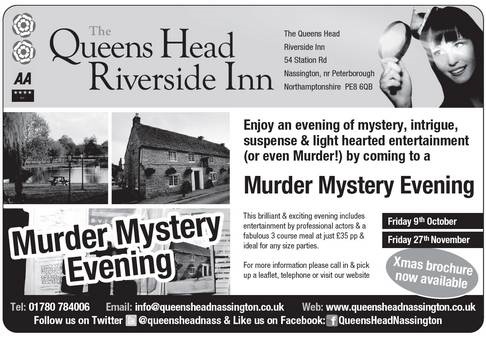 The
Queens Head
Riverside Inn
AA
The Queens Head
Riverside Inn
54 Station Rd
Nassington, nr Peterborough
Northamptonshire PE8 6QB
Enjoy an evening of mystery, intrigue,
suspense & light hearted entertainment
(or even Murder!) by coming to a
Murder Mystery Evening
This brilliant & exciting evening includes
entertainment by professional actors & a
fabulous 3 course meal at just £35 pp &
ideal for any size parties.
For more information please call in & pick
up a leaflet, telephone or visit our website
Friday 9th October
Friday 27th November
Xmas brochure
now available
Murder Mystery
Evening
Tel: 01780 784006 Email: info@queensheadnassington.co.uk Web: www.queensheadnassington.co.uk
Follow us on Twitter @queensheadnass & Like us on Facebook: f QueensHeadNassington